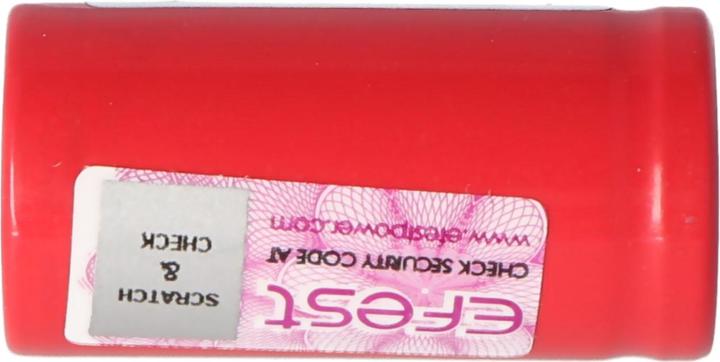 Efest
CHECK SECURITY CODE AT
www.efestpower.com
SCRATCH
&
CHECK